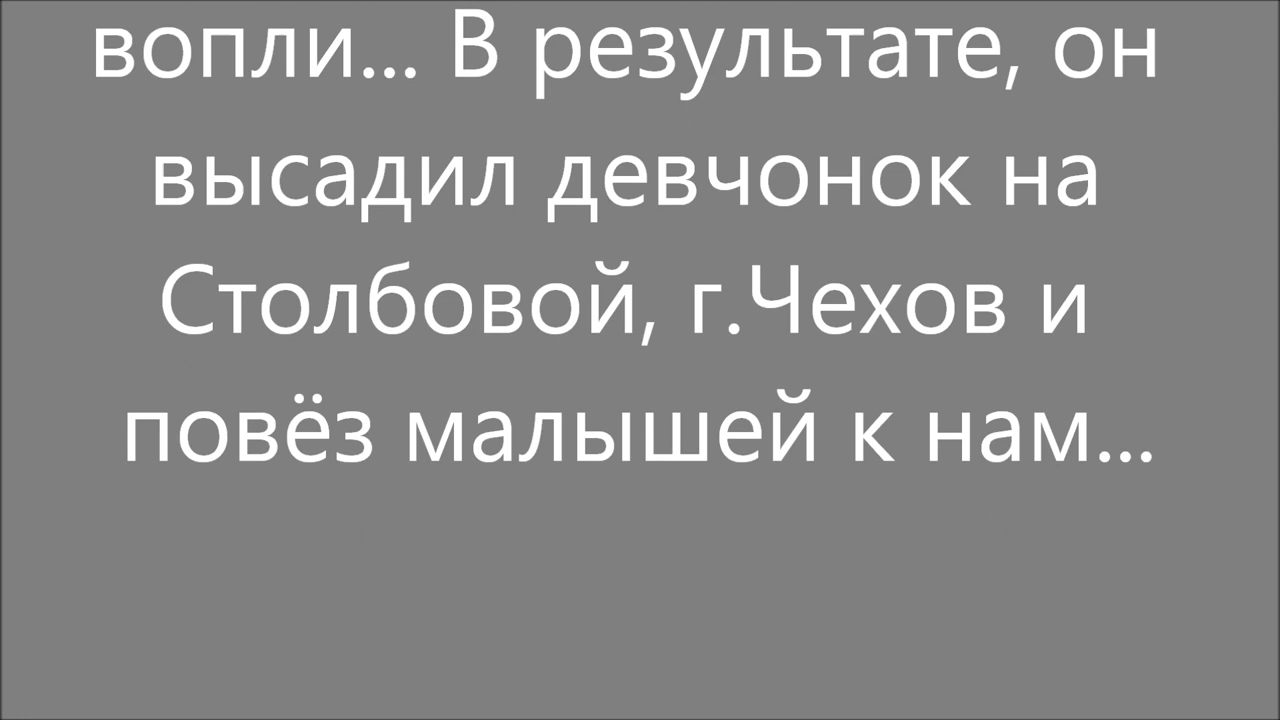 вопли... В результате, он
высадил девчонок на
Столбовой, г.Чехов и
повёз малышей к нам...